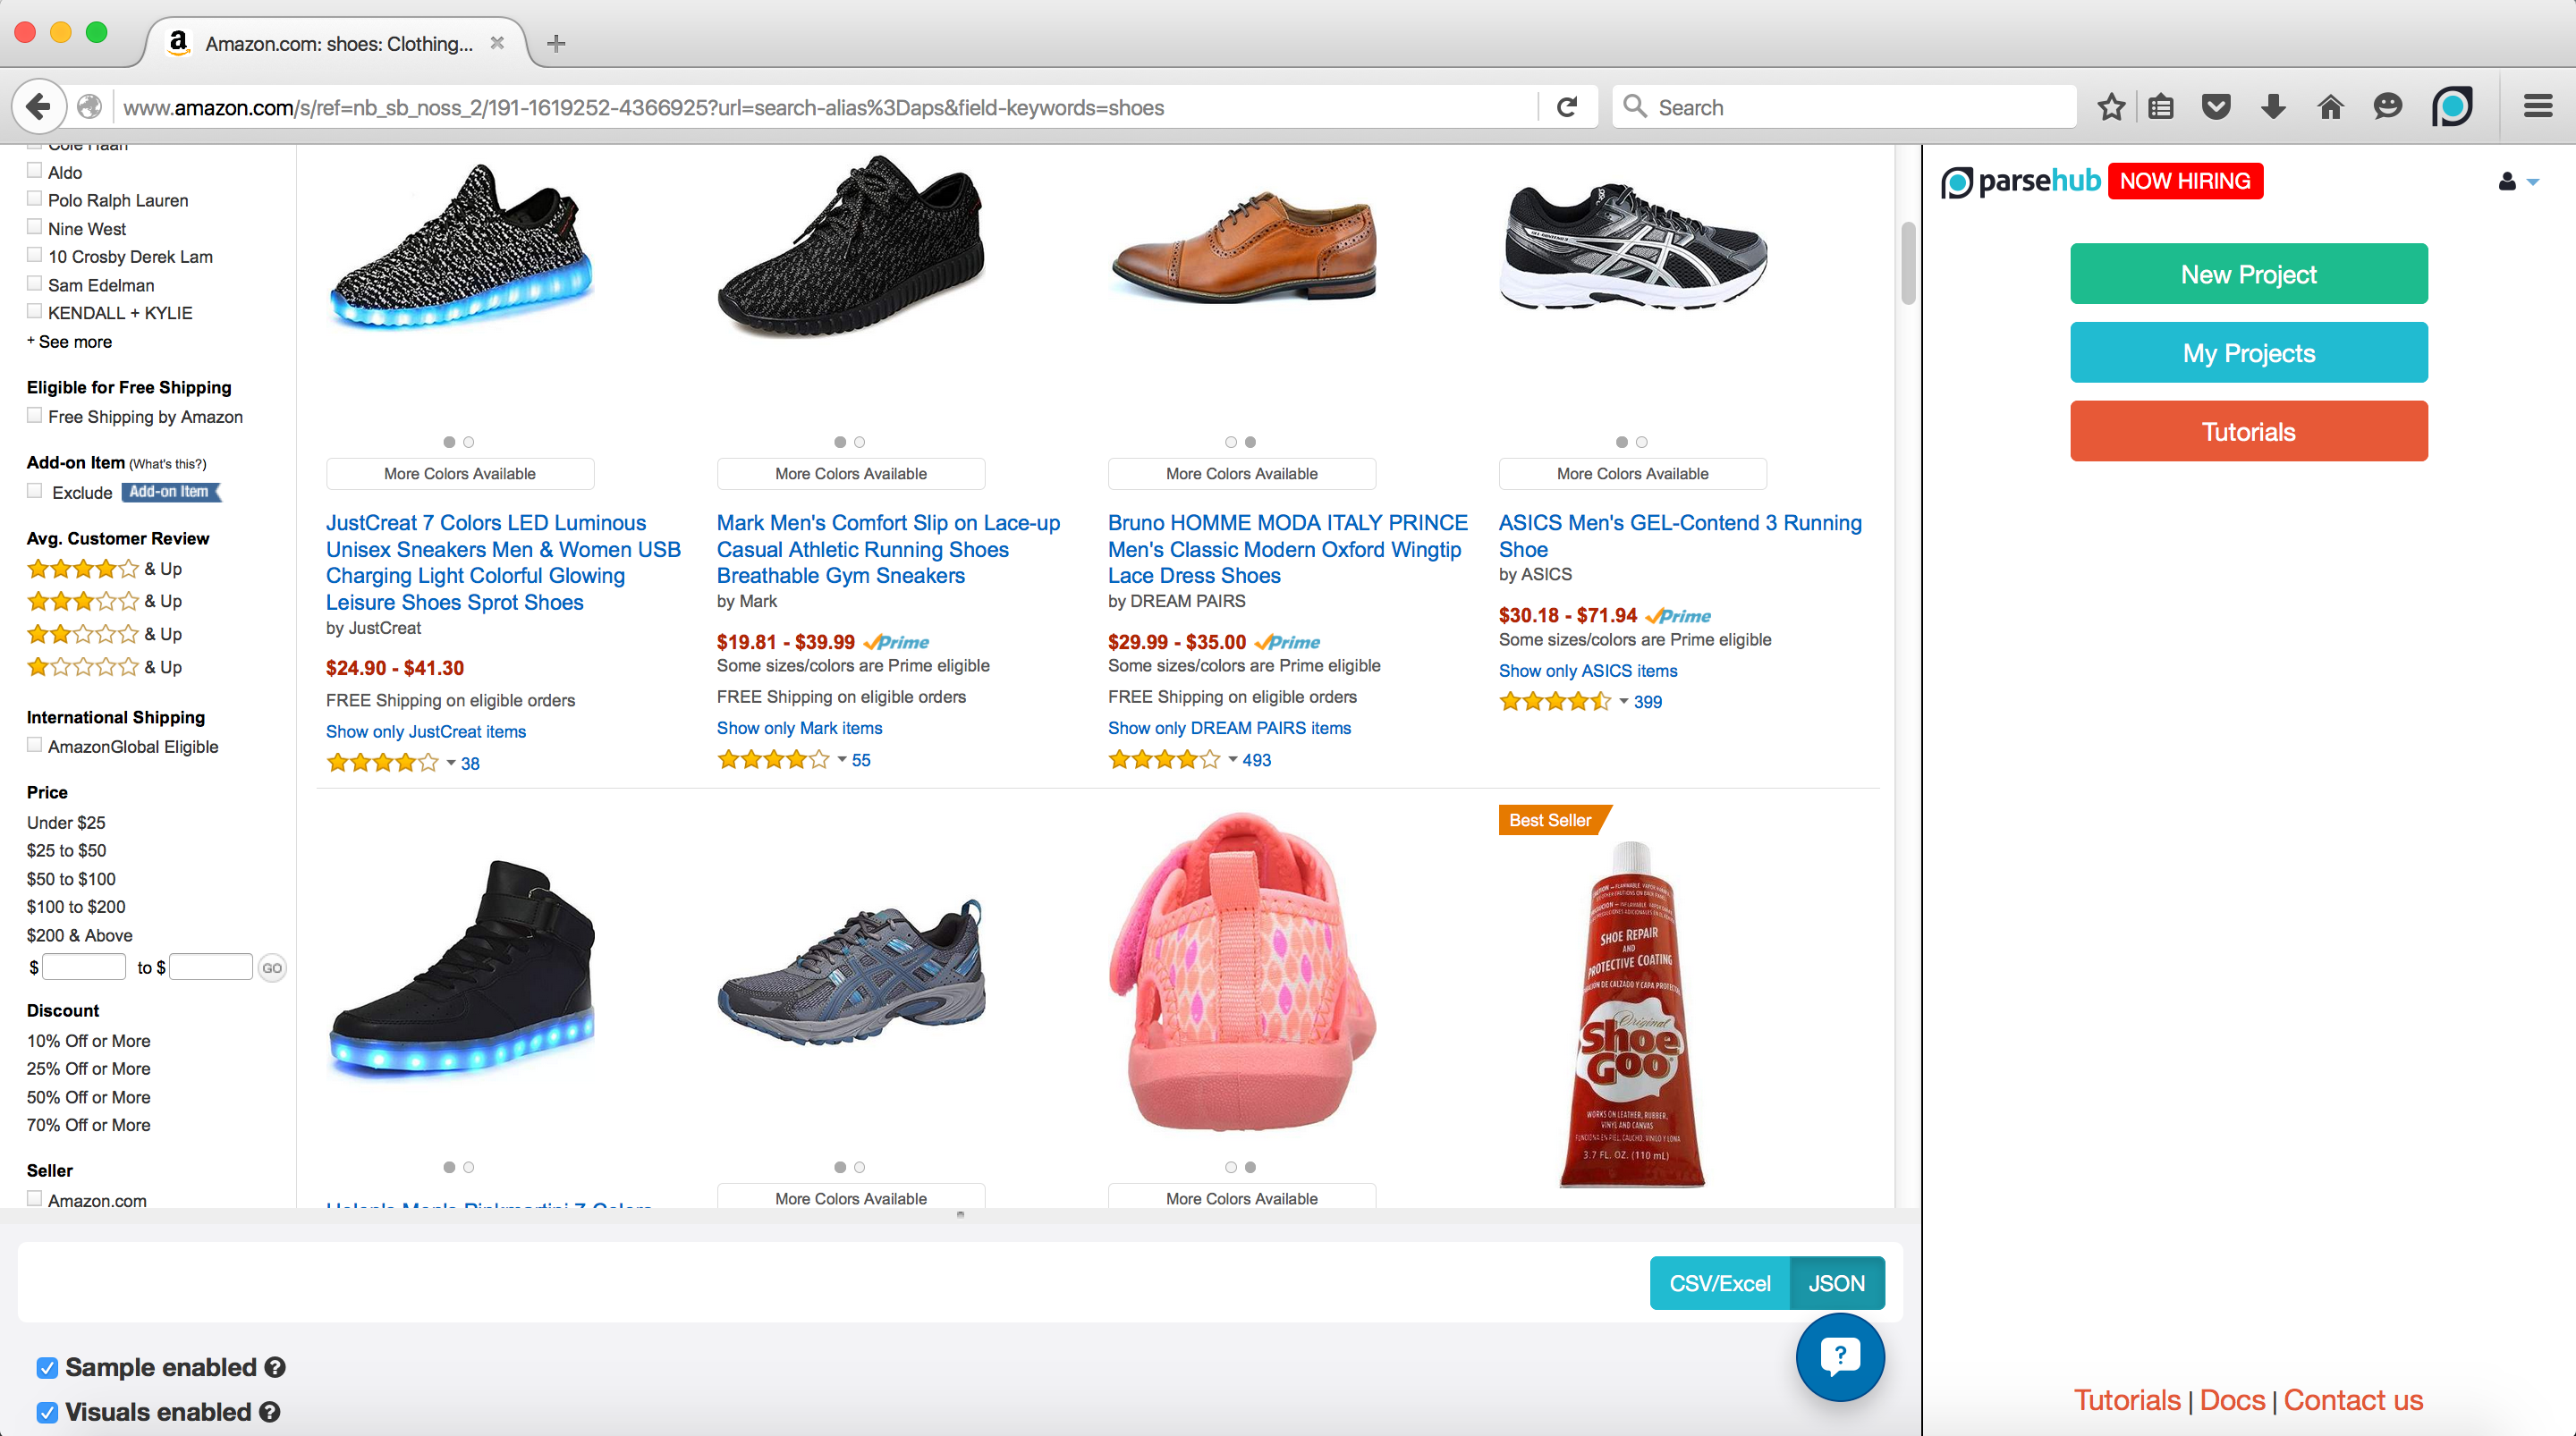 Amazon.com: shoes: Clothing...
www.amazon.com/s/ref=nb_sb_noss_2/191-1619252-4366925?url=search-alias%3Daps&field-keywords=shoes
Search
Cole Haan
Aldo
Polo Ralph Lauren
Nine West
10 Crosby Derek Lam
Sam Edelman
KENDALL + KYLIE
+ See more
Eligible for Free Shipping
Free Shipping by Amazon
Add-on Item (What's this?)
Exclude Add-on Item
Avg. Customer Review
& Up
& Up
& Up
& Up
International Shipping
AmazonGlobal Eligible
Price
Under $25
$25 to $50
$50 to $100
$100 to $200
$200 & Above
$ to $ GO
Discount
10% Off or More
25% Off or More
50% Off or More
70% Off or More
Seller
Amazon.com
More Colors Available
JustCreat 7 Colors LED Luminous
Unisex Sneakers Men & Women USB
Charging Light Colorful Glowing
Leisure Shoes Sprot Shoes
by JustCreat
$24.90 - $41.30
FREE Shipping on eligible orders
Show only JustCreat items
38
More Colors Available
Mark Men's Comfort Slip on Lace-up
Casual Athletic Running Shoes
Breathable Gym Sneakers
by Mark
$19.81 - $39.99 Prime
Some sizes/colors are Prime eligible
FREE Shipping on eligible orders
Show only Mark items
55
More Colors Available
Bruno HOMME MODA ITALY PRINCE
Men's Classic Modern Oxford Wingtip
Lace Dress Shoes
by DREAM PAIRS
$29.99 - $35.00 Prime
Some sizes/colors are Prime eligible
FREE Shipping on eligible orders
Show only DREAM PAIRS items
493
More Colors Available
ASICS Men's GEL-Contend 3 Running
Shoe
by ASICS
$30.18 - $71.94 Prime
Some sizes/colors are Prime eligible
Show only ASICS items
399
More Colors Available
More Colors Available
Best Seller
SHOE REPAIR
AND
PROTECTIVE COATING
Original
Shoe
GOO
WORKS ON LEATHER, RUBBER,
VINYL AND CANVAS
3.7 FL. OZ. (110 mL)
CSV/Excel JSON
Sample enabled
Visuals enabled
parsehub NOW HIRING
New Project
My Projects
Tutorials
Tutorials | Docs | Contact us